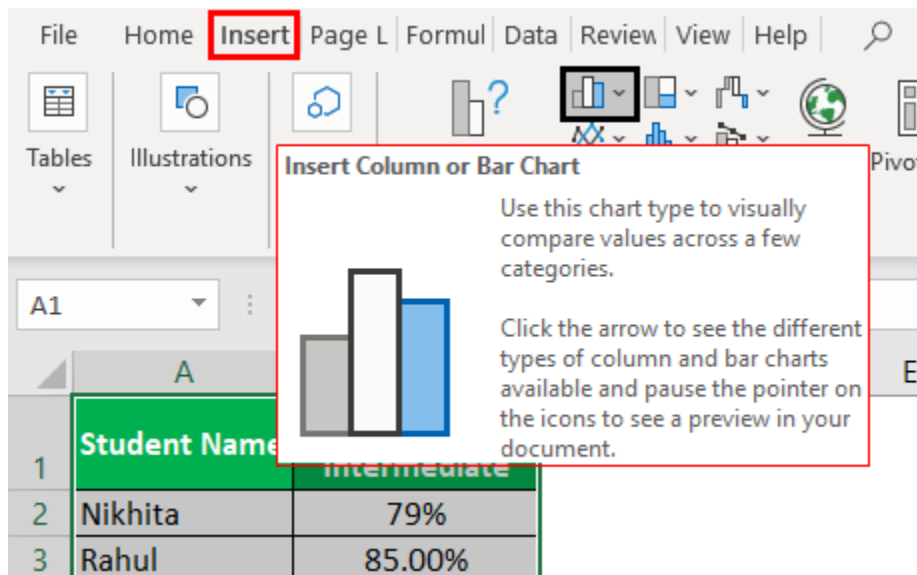 File Home Insert Page L Formul Data Review View Help
?
Tables Illustrations
Insert Column or Bar Chart
Use this chart type to visually
compare values across a few
categories.
Click the arrow to see the different
types of column and bar charts
available and pause the pointer on
the icons to see a preview in your
document.
A1
A E
1 Student Name Intermediate
2 Nikhita 79%
3 Rahul 85.00%